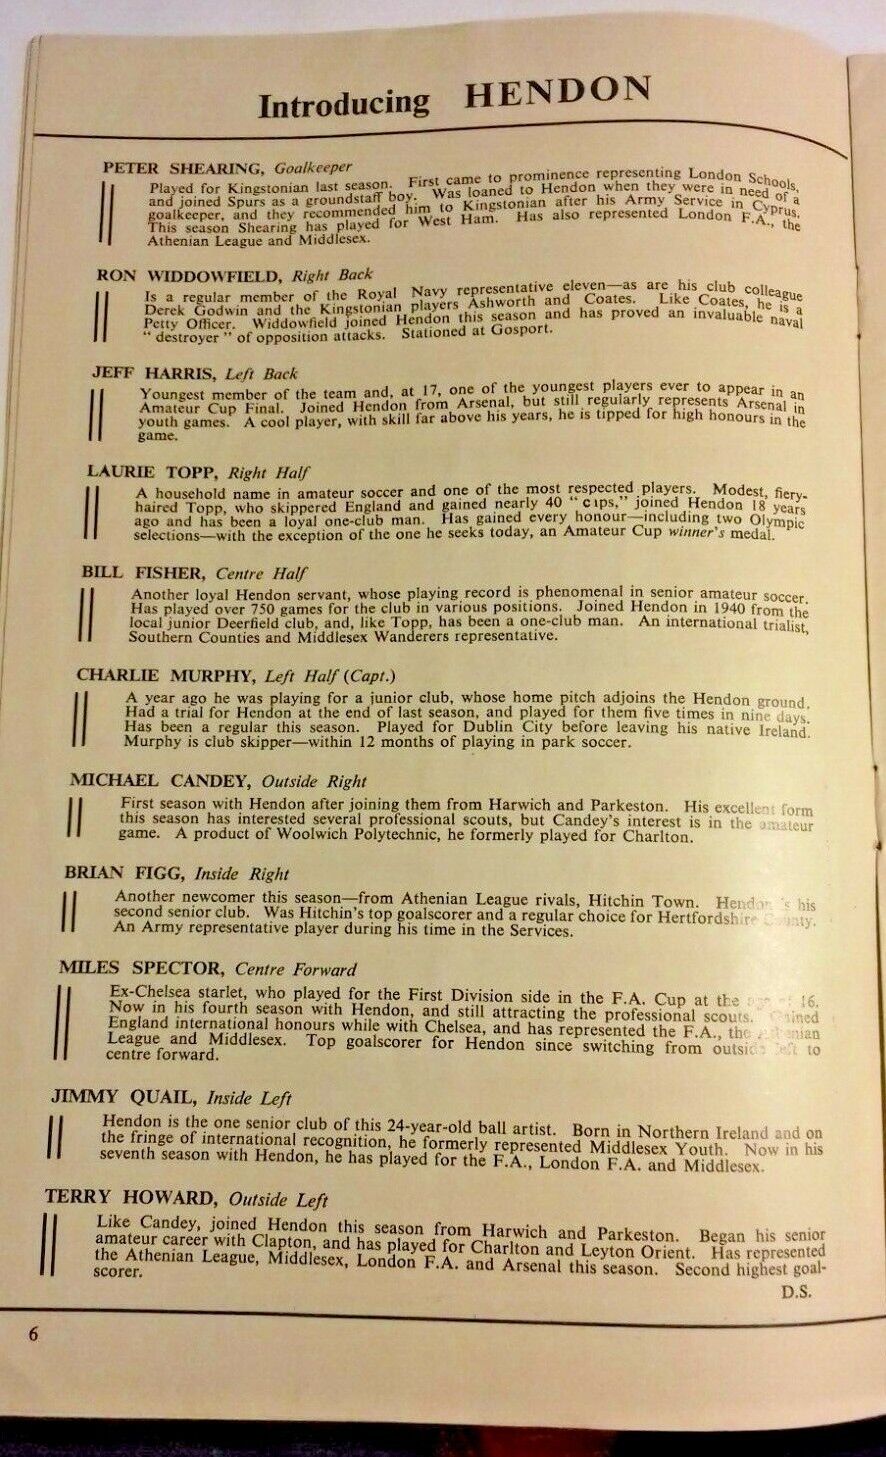 Introducing HENDON
PETER SHEARING, Goalkeeper
Played for Kingstonian last season. First came to prominence representing London Schools,
and joined Spurs as a groundstaff boy. Was loaned to Hendon when they were in need of a
goalkeeper, and they recommended him to Kingstonian after his Army Service in Cyprus.
This season Shearing has played for West Ham. Has also represented London F.A., the
Athenian League and Middlesex.
RON WIDDOWFIELD, Right Back
Is a regular member of the Royal Navy representative eleven—as are his club colleague
Derek Godwin and the Kingstonian players Ashworth and Coates. Like Coates, he is a
Petty Officer. Widdowfield joined Hendon this season and has proved an invaluable naval
“ destroyer ” of opposition attacks. Stationed at Gosport.
JEFF HARRIS, Left Back
Youngest member of the team and, at 17, one of the youngest players ever to appear in an
Amateur Cup Final. Joined Hendon from Arsenal, but still regularly represents Arsenal in
youth games. A cool player, with skill far above his years, he is tipped for high honours in the
game.
LAURIE TOPP, Right Half
A household name in amateur soccer and one of the most respected players. Modest, fiery-
haired Topp, who skippered England and gained nearly 40 “ caps,” joined Hendon 18 years
ago and has been a loyal one-club man. Has gained every honour—including two Olympic
selections—with the exception of the one he seeks today, an Amateur Cup winner's medal.
BILL FISHER, Centre Half
Another loyal Hendon servant, whose playing record is phenomenal in senior amateur soccer.
Has played over 750 games for the club in various positions. Joined Hendon in 1940 from the
local junior Deerfield club, and, like Topp, has been a one-club man. An international trialist,
Southern Counties and Middlesex Wanderers representative.
CHARLIE MURPHY, Left Half (Capt.)
A year ago he was playing for a junior club, whose home pitch adjoins the Hendon ground.
Had a trial for Hendon at the end of last season, and played for them five times in nine days.
Has been a regular this season. Played for Dublin City before leaving his native Ireland.
Murphy is club skipper—within 12 months of playing in park soccer.
MICHAEL CANDEY, Outside Right
First season with Hendon after joining them from Harwich and Parkeston. His excellent form
this season has interested several professional scouts, but Candey's interest is in the amateur
game. A product of Woolwich Polytechnic, he formerly played for Charlton.
BRIAN FIGG, Inside Right
Another newcomer this season—from Athenian League rivals, Hitchin Town. Hendon is his
second senior club. Was Hitchin's top goalscorer and a regular choice for Hertfordshire County.
An Army representative player during his time in the Services.
MILES SPECTOR, Centre Forward
Ex-Chelsea starlet, who played for the First Division side in the F.A. Cup at the age of 16.
Now in his fourth season with Hendon, and still attracting the professional scouts. Gained
England international honours while with Chelsea, and has represented the F.A., the Athenian
League and Middlesex. Top goalscorer for Hendon since switching from outside left to
centre forward.
JIMMY QUAIL, Inside Left
Hendon is the one senior club of this 24-year-old ball artist. Born in Northern Ireland and on
the fringe of international recognition, he formerly represented Middlesex Youth. Now in his
seventh season with Hendon, he has played for the F.A., London F.A. and Middlesex.
TERRY HOWARD, Outside Left
Like Candey, joined Hendon this season from Harwich and Parkeston. Began his senior
amateur career with Clapton, and has played for Charlton and Leyton Orient. Has represented
the Athenian League, Middlesex, London F.A. and Arsenal this season. Second highest goal-
scorer.
D.S.
6